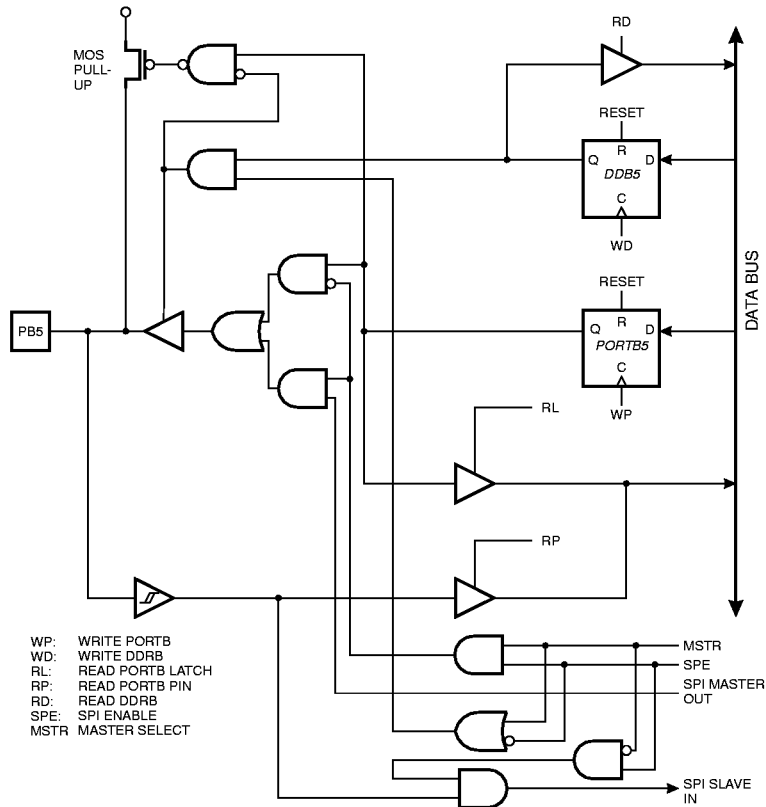 RD
MOS
PULL-
UP
RESET
R
Q
D
DDB5
C
WD
DATA BUS
RESET
R
Q
D
PORTB5
C
WP
PB5
RL
RP
WP: WRITE PORTB
WD: WRITE DDRB
RL: READ PORTB LATCH
RP: READ PORTB PIN
RD: READ DDRB
SPE: SPI ENABLE
MSTR MASTER SELECT
MSTR
SPE
SPI MASTER
OUT
SPI SLAVE
IN